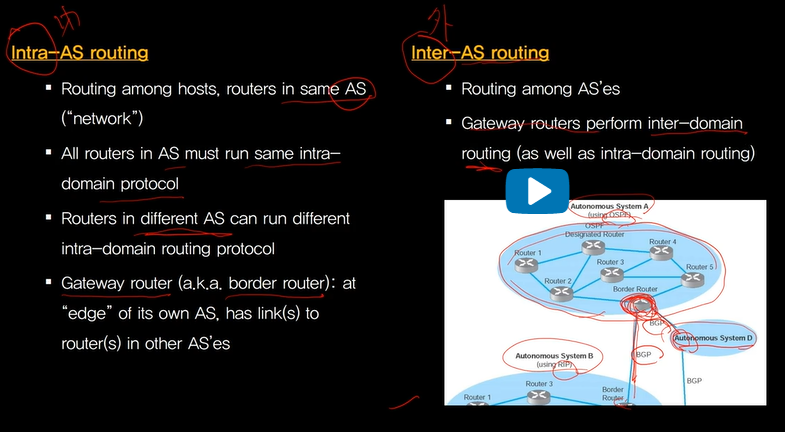 Intra-AS routing
▪ Routing among hosts, routers in same AS
("network")
▪ All routers in AS must run same intra-
domain protocol
▪ Routers in different AS can run different
intra-domain routing protocol
▪ Gateway router (a.k.a. border router): at
"edge" of its own AS, has link(s) to
router(s) in other AS'es
Inter-AS routing
▪ Routing among AS'es
▪ Gateway routers perform inter-domain
routing (as well as intra-domain routing)
Autonomous System A
(using OSPF)
OSPF
Designated Router
Router 1
Router 4
Router 3
Router 5
Router 2
Border Router
BGP
Autonomous System D
Autonomous System B
(using RIP)
BGP
BGP
Router 3
Router 1
Border
Router